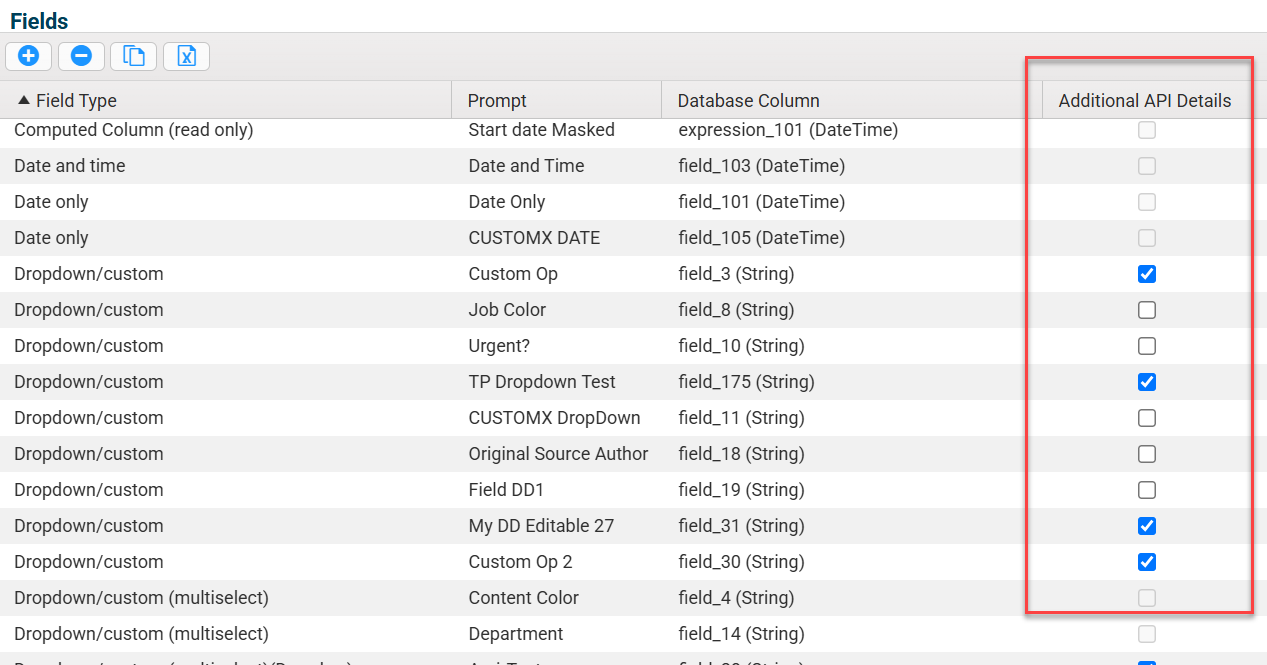 Fields
Field Type Prompt Database Column Additional API Details
Computed Column (read only) Start date Masked expression_101 (DateTime)
Date and time Date and Time field_103 (DateTime)
Date only Date Only field_101 (DateTime)
Date only CUSTOMX DATE field_105 (DateTime)
Dropdown/custom Custom Op field_3 (String)
Dropdown/custom Job Color field_8 (String)
Dropdown/custom Urgent? field_10 (String)
Dropdown/custom TP Dropdown Test field_175 (String)
Dropdown/custom CUSTOMX DropDown field_11 (String)
Dropdown/custom Original Source Author field_18 (String)
Dropdown/custom Field DD1 field_19 (String)
Dropdown/custom My DD Editable 27 field_31 (String)
Dropdown/custom Custom Op 2 field_30 (String)
Dropdown/custom (multiselect) Content Color field_4 (String)
Dropdown/custom (multiselect) Department field_14 (String)